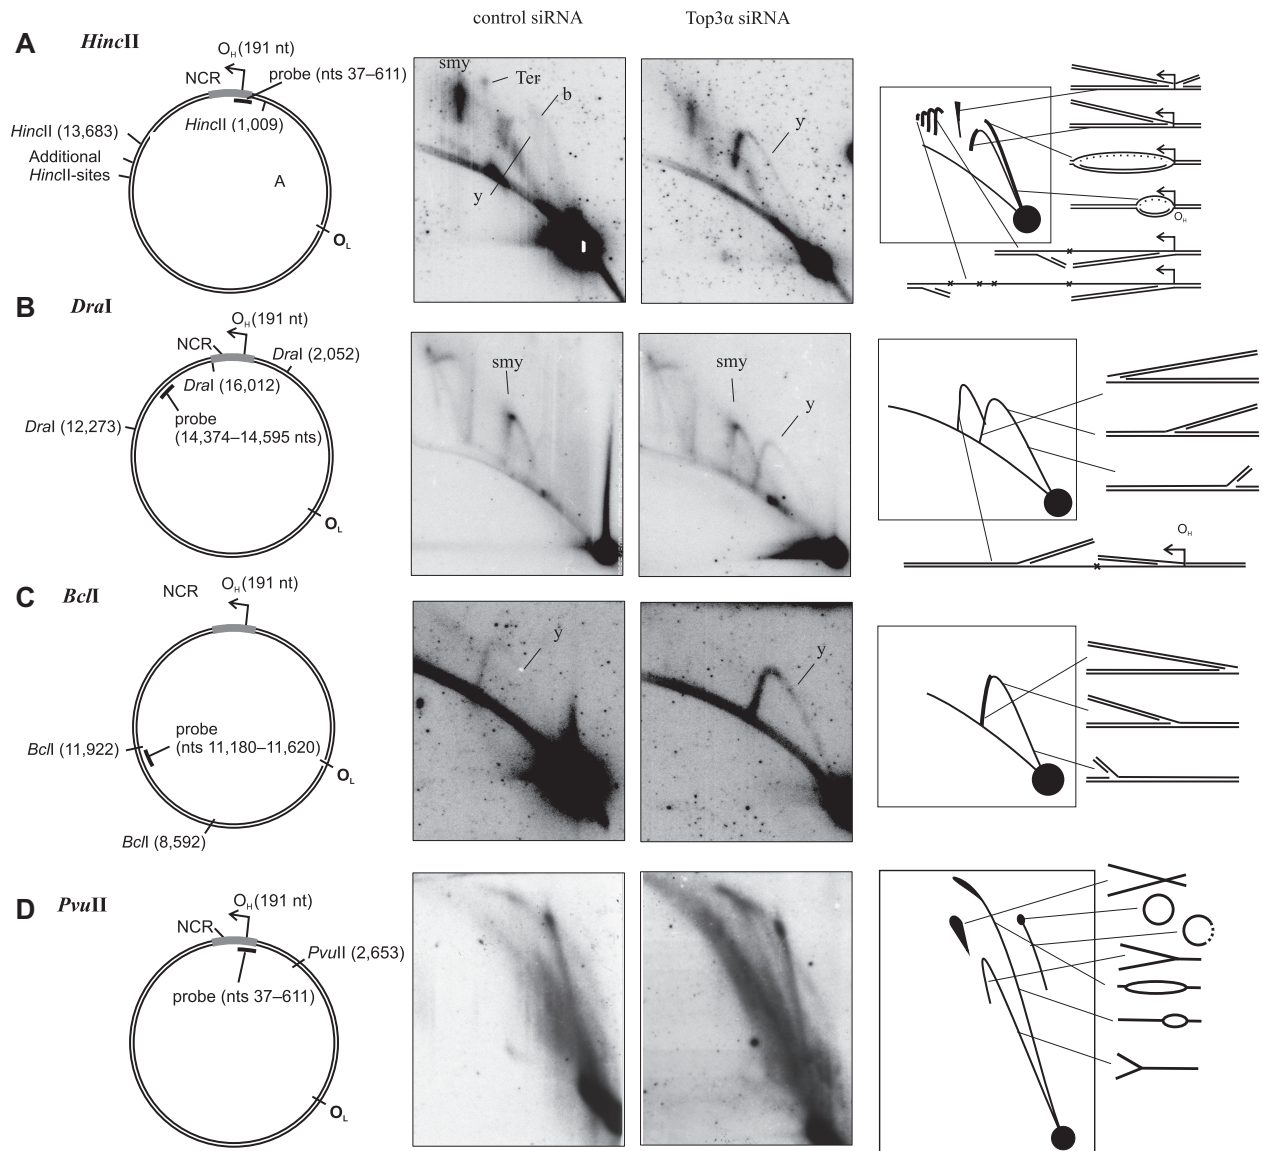 control siRNA
Top3α siRNA
A
HincII
OH (191 nt)
NCR
probe (nts 37–611)
HincII (1,009)
HincII (13,683)
Additional
HincII-sites
A
OL
smy
Ter
b
y
y
OH
B
DraI
OH (191 nt)
NCR
DraI (2,052)
DraI (16,012)
probe
(14,374–14,595 nts)
DraI (12,273)
OL
smy
smy
y
OH
C
BclI
NCR
OH (191 nt)
probe
(nts 11,180–11,620)
BclI (11,922)
OL
BclI (8,592)
y
y
D
PvuII
OH (191 nt)
NCR
PvuII (2,653)
probe (nts 37–611)
OL